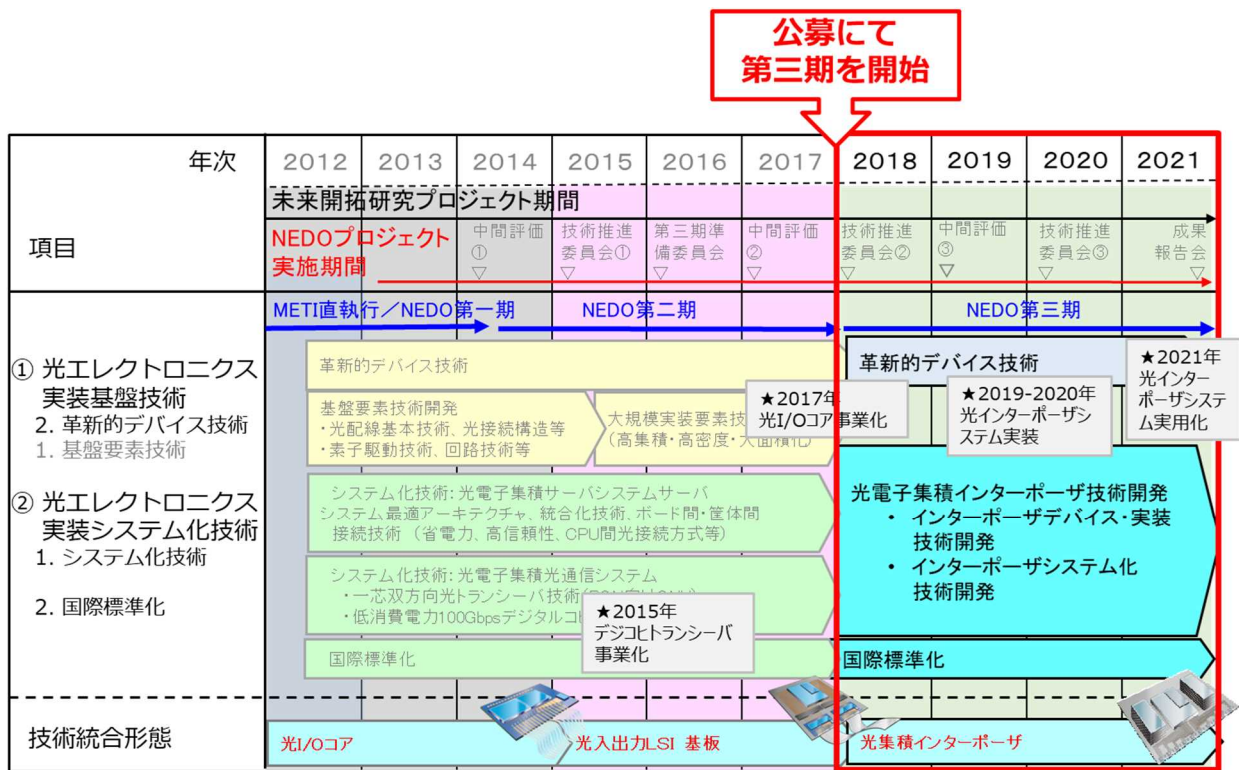 公募にて
第三期を開始
年次
2012
2013
2014
2015
2016
2017
2018
2019
2020
2021
項目
未来開拓研究プロジェクト期間
NEDOプロジェクト
実施期間
中間評価
①
▽
技術推進
委員会①
▽
第三期準
備委員会
▽
中間評価
②
▽
技術推進
委員会②
▽
中間評価
③
▽
技術推進
委員会③
▽
成果
報告会
▽
METI直執行／NEDO第一期
NEDO第二期
NEDO第三期
① 光エレクトロニクス
実装基盤技術
2. 革新的デバイス技術
1. 基盤要素技術
革新的デバイス技術
革新的デバイス技術
基盤要素技術開発
・光配線基本技術、光接続構造等
・素子駆動技術、回路技術等
大規模実装要素技
（高集積・高密度・大面積化）
★2017年
光I/Oコア事業化
★2019-2020年
光インターポーザシ
ステム実装
★2021年
光インター
ポーザシステ
ム実用化
② 光エレクトロニクス
実装システム化技術
1. システム化技術
2. 国際標準化
システム化技術：光電子集積サーバシステムサーバ
システム最適アーキテクチャ、統合化技術、ボード間・筐体間
接続技術 （省電力、高信頼性、CPU間光接続方式等）
システム化技術：光電子集積光通信システム
・一芯双方向光トランシーバ技術
・低消費電力100Gbpsデジタルコヒ
★2015年
デジコヒトランシーバ
事業化
国際標準化
光電子集積インターポーザ技術開発
・ インターポーザデバイス・実装
技術開発
・ インターポーザシステム化
技術開発
国際標準化
技術統合形態
光I/Oコア
光入出力LSI 基板
光集積インターポーザ